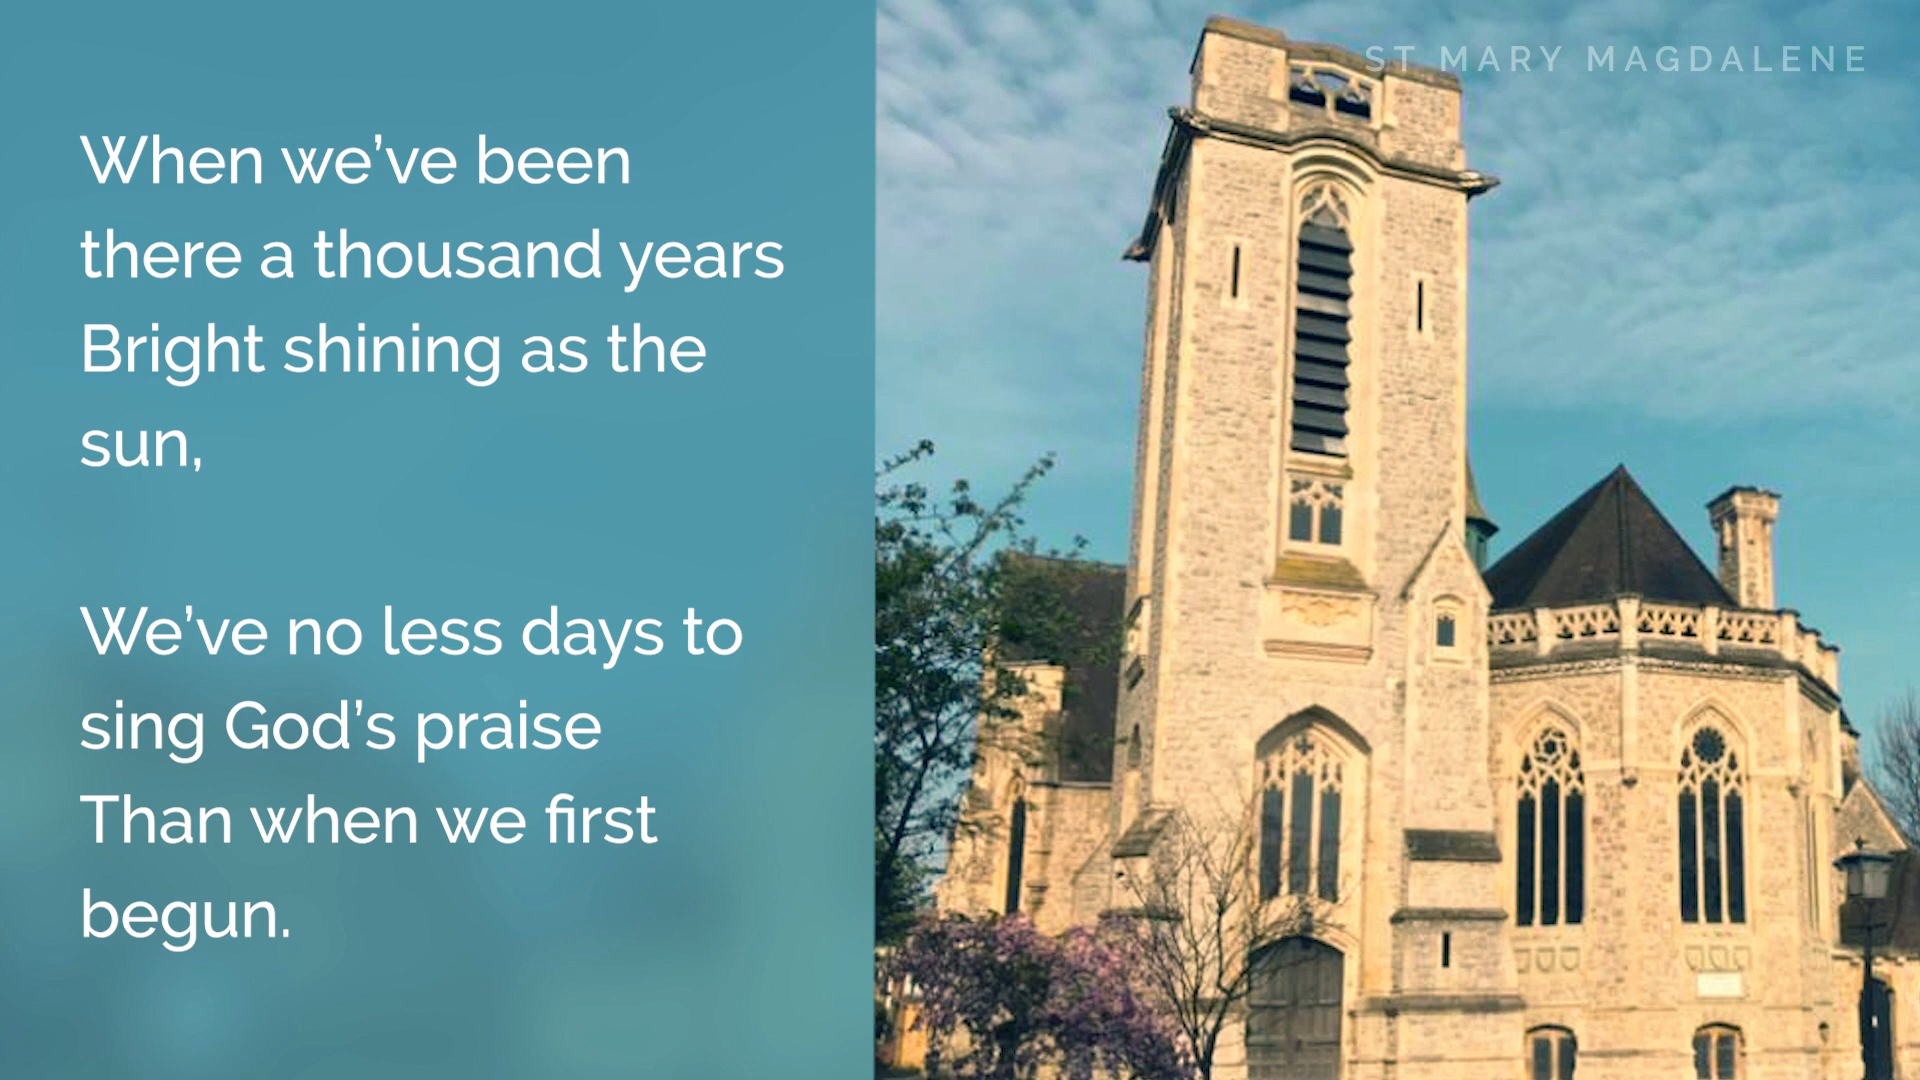 ST MARY MAGDALENE
When we’ve been
there a thousand years
Bright shining as the
sun,
We’ve no less days to
sing God’s praise
Than when we first
begun.